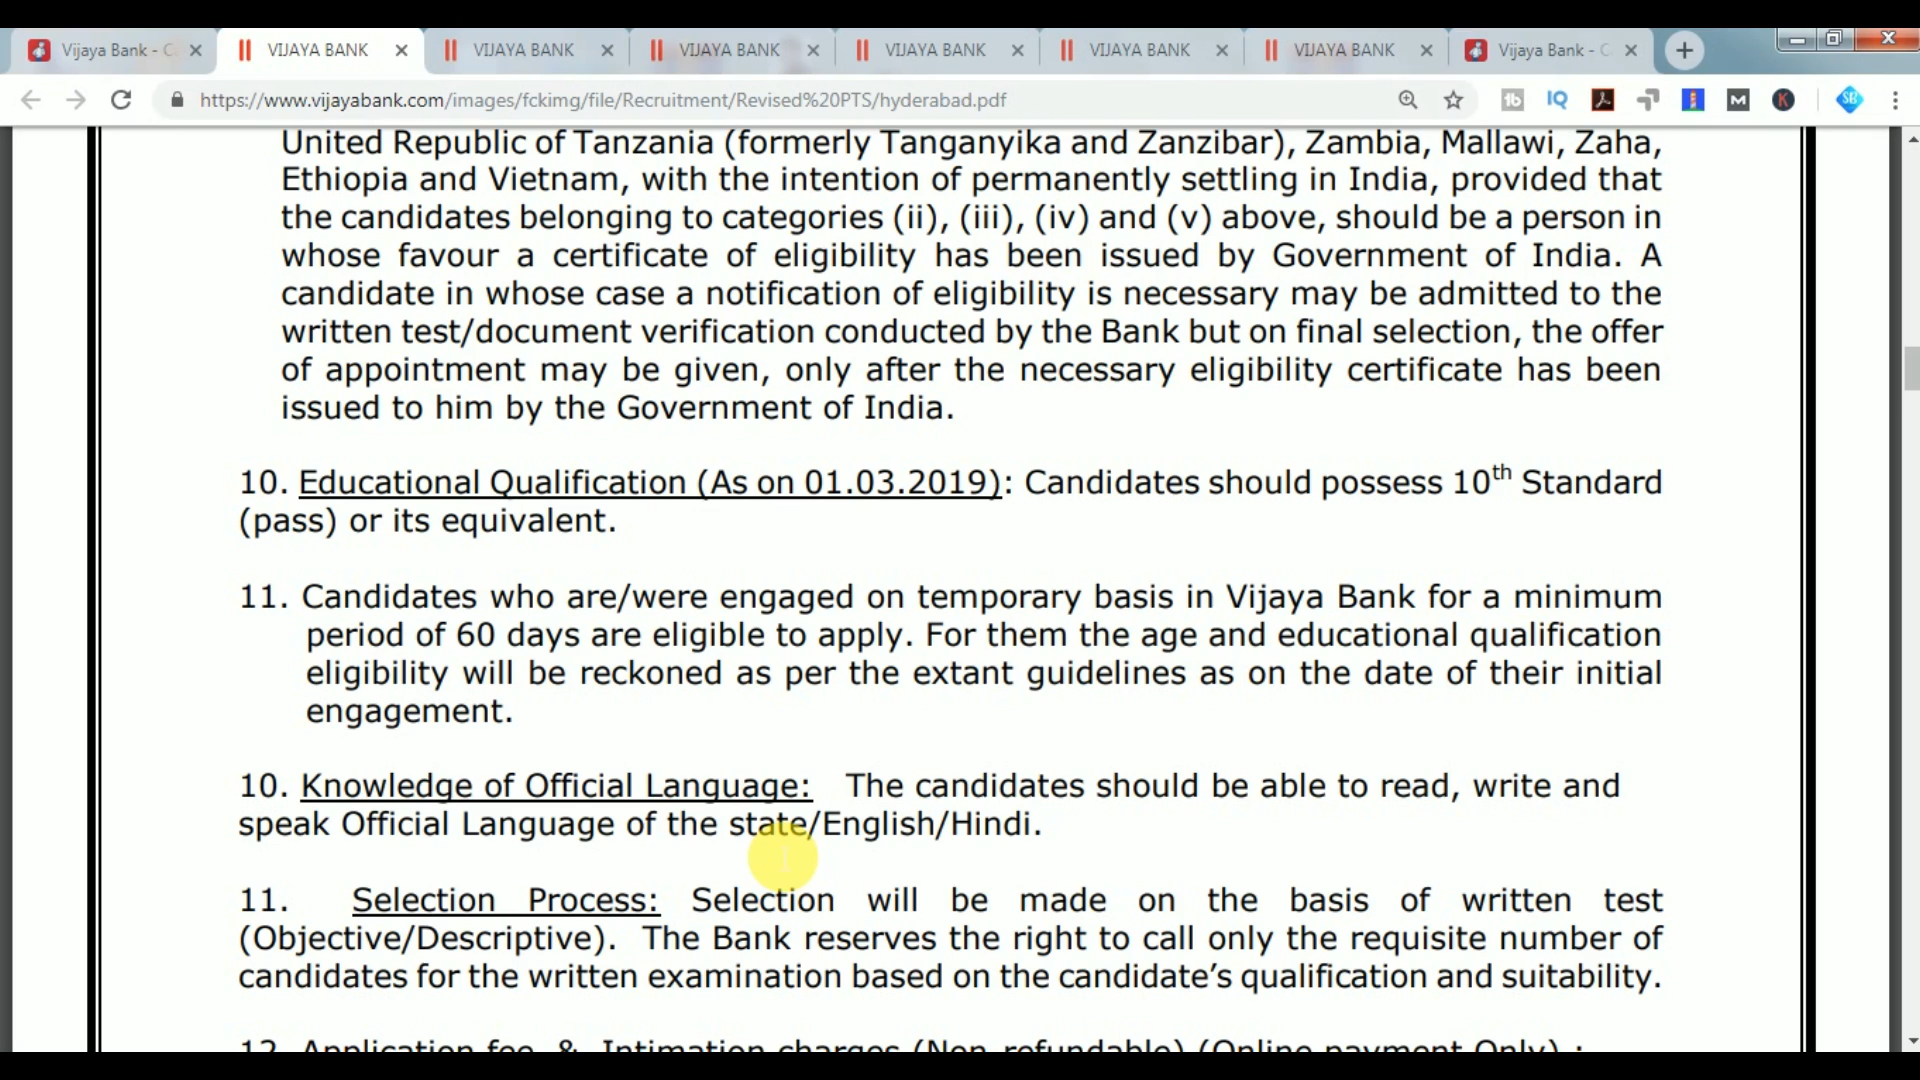 Vijaya Bank - C
VIJAYA BANK
VIJAYA BANK
VIJAYA BANK
VIJAYA BANK
VIJAYA BANK
VIJAYA BANK
Vijaya Bank - C
https://www.vijayabank.com/images/fckimg/file/Recruitment/Revised%20PTS/hyderabad.pdf
tb
IQ
M
K
SB
United Republic of Tanzania (formerly Tanganyika and Zanzibar), Zambia, Mallawi, Zaha,
Ethiopia and Vietnam, with the intention of permanently settling in India, provided that
the candidates belonging to categories (ii), (iii), (iv) and (v) above, should be a person in
whose favour a certificate of eligibility has been issued by Government of India. A
candidate in whose case a notification of eligibility is necessary may be admitted to the
written test/document verification conducted by the Bank but on final selection, the offer
of appointment may be given, only after the necessary eligibility certificate has been
issued to him by the Government of India.
10. Educational Qualification (As on 01.03.2019): Candidates should possess 10th Standard
(pass) or its equivalent.
11. Candidates who are/were engaged on temporary basis in Vijaya Bank for a minimum
period of 60 days are eligible to apply. For them the age and educational qualification
eligibility will be reckoned as per the extant guidelines as on the date of their initial
engagement.
10. Knowledge of Official Language: The candidates should be able to read, write and
speak Official Language of the state/English/Hindi.
11. Selection Process: Selection will be made on the basis of written test
(Objective/Descriptive). The Bank reserves the right to call only the requisite number of
candidates for the written examination based on the candidate’s qualification and suitability.
12. Application fee & Intimation charges (Non-refundable) (Online payment Only) :